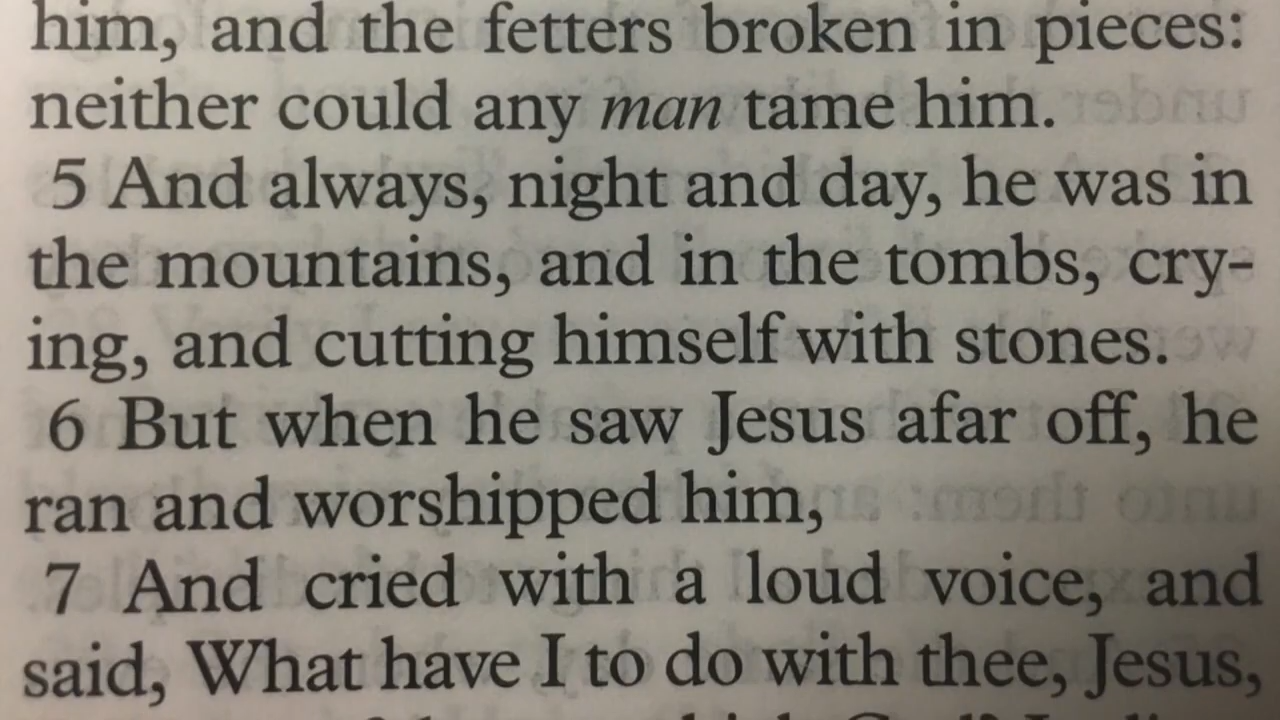 him, and the fetters broken in pieces:
neither could any man tame him.
5 And always, night and day, he was in
the mountains, and in the tombs, cry-
ing, and cutting himself with stones.
6 But when he saw Jesus afar off, he
ran and worshipped him,
7 And cried with a loud voice, and
said, What have I to do with thee, Jesus,